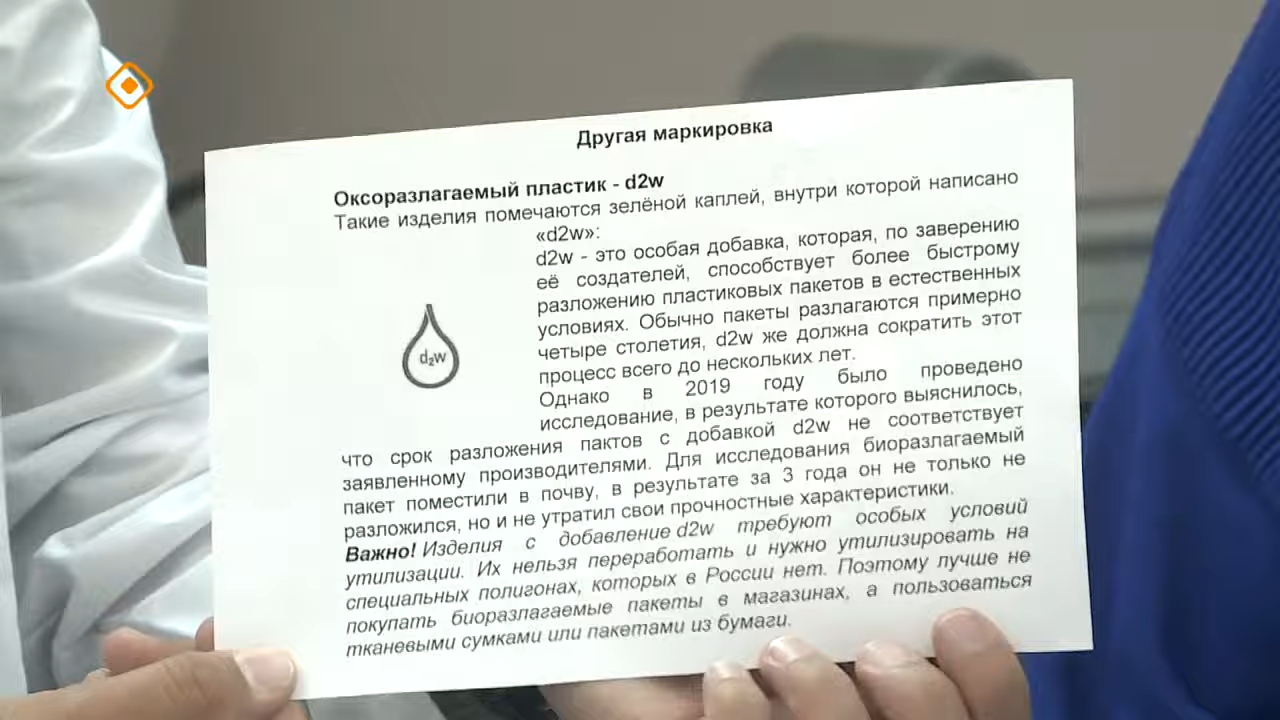 Другая маркировка
Оксоразлагаемый пластик - d2w
Такие изделия помечаются зелёной каплей, внутри которой написано
«d2w»:
d2w - это особая добавка, которая, по заверению
её создателей, способствует более быстрому
разложению пластиковых пакетов в естественных
условиях. Обычно пакеты разлагаются примерно
четыре столетия, d2w же должна сократить этот
процесс всего до нескольких лет.
d₂w
Однако в 2019 году было проведено
исследование, в результате которого выяснилось,
что срок разложения пактов с добавкой d2w не соответствует
заявленному производителями. Для исследования биоразлагаемый
пакет поместили в почву, в результате за 3 года он не только не
разложился, но и не утратил свои прочностные характеристики.
Важно! Изделия с добавление d2w требуют особых условий
утилизации. Их нельзя переработать и нужно утилизировать на
специальных полигонах, которых в России нет. Поэтому лучше не
покупать биоразлагаемые пакеты в магазинах, а пользоваться
тканевыми сумками или пакетами из бумаги.